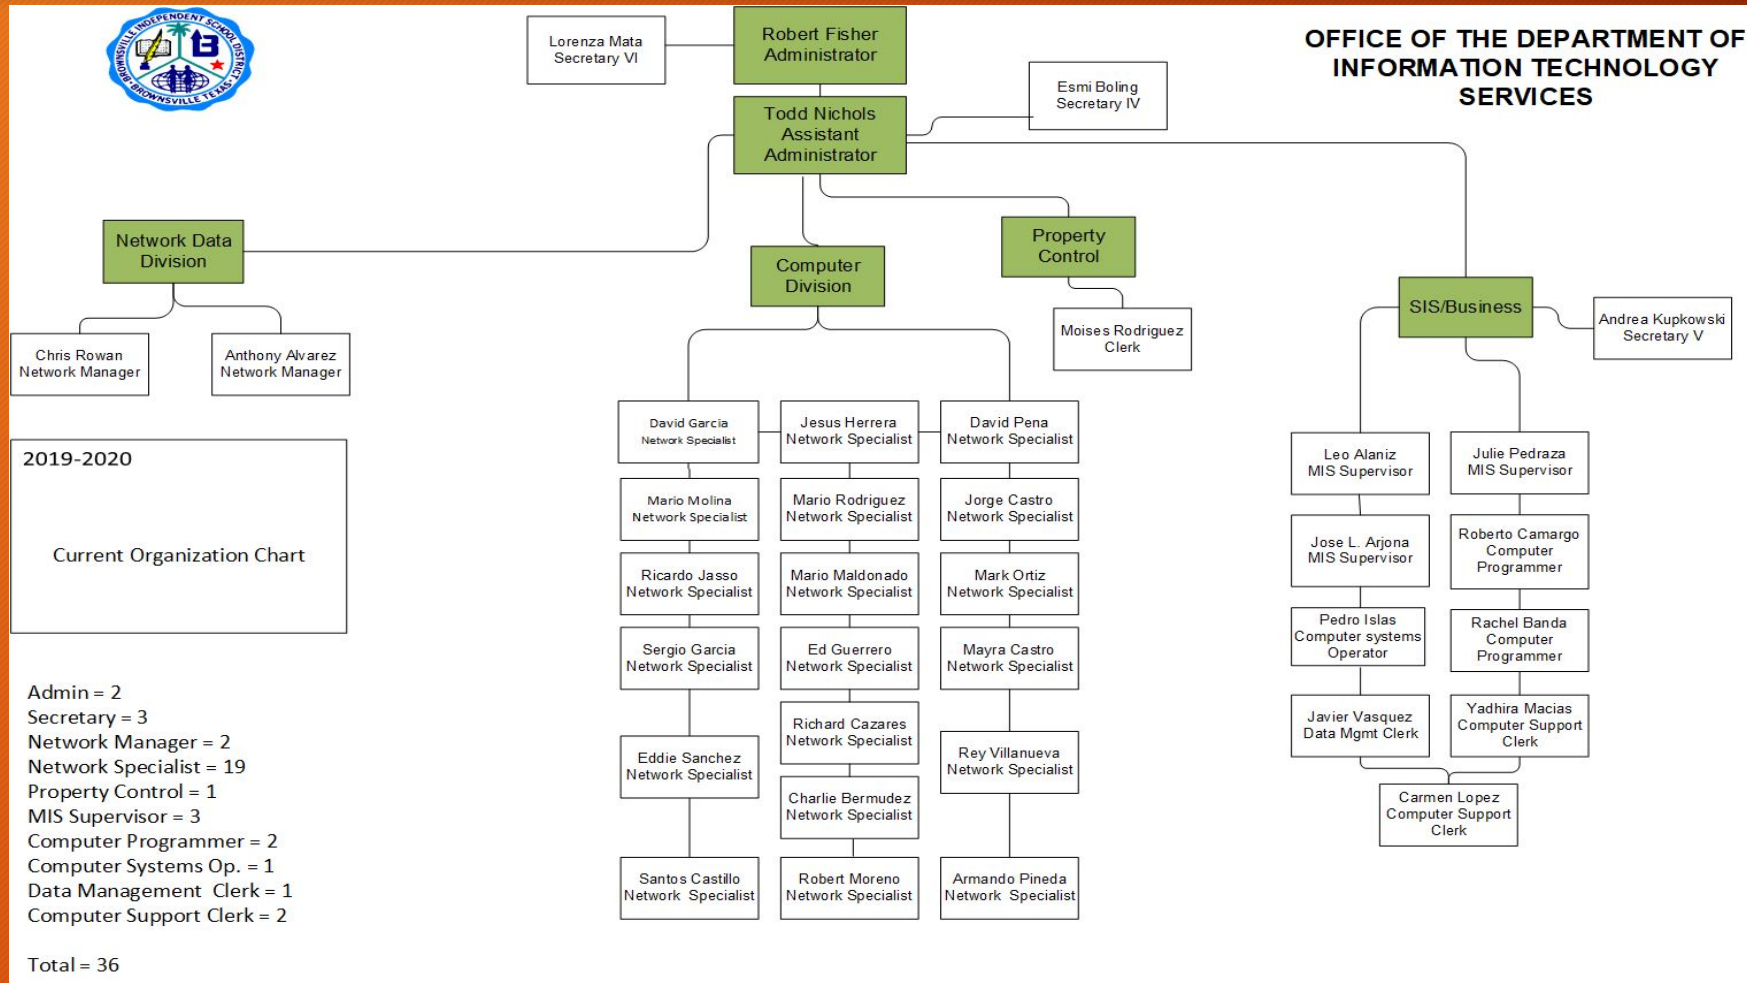 BROWNSVILLE INDEPENDENT SCHOOL DISTRICT
BROWNSVILLE TEXAS
OFFICE OF THE DEPARTMENT OF
INFORMATION TECHNOLOGY
SERVICES
Robert Fisher
Administrator
Lorenza Mata
Secretary VI
Esmi Boling
Secretary IV
Todd Nichols
Assistant
Administrator
Network Data
Division
Chris Rowan
Network Manager
Anthony Alvarez
Network Manager
Computer
Division
Property
Control
Moises Rodriguez
Clerk
SIS/Business
Andrea Kupkowski
Secretary V
David Garcia
Network Specialist
Mario Molina
Network Specialist
Ricardo Jasso
Network Specialist
Sergio Garcia
Network Specialist
Eddie Sanchez
Network Specialist
Santos Castillo
Network Specialist
Jesus Herrera
Network Specialist
Mario Rodriguez
Network Specialist
Mario Maldonado
Network Specialist
Ed Guerrero
Network Specialist
Richard Cazares
Network Specialist
Charlie Bermudez
Network Specialist
Robert Moreno
Network Specialist
David Pena
Network Specialist
Jorge Castro
Network Specialist
Mark Ortiz
Network Specialist
Mayra Castro
Network Specialist
Rey Villanueva
Network Specialist
Armando Pineda
Network Specialist
Leo Alaniz
MIS Supervisor
Jose L. Arjona
MIS Supervisor
Pedro Islas
Computer systems
Operator
Javier Vasquez
Data Mgmt Clerk
Julie Pedraza
MIS Supervisor
Roberto Camargo
Computer
Programmer
Rachel Banda
Computer
Programmer
Yadhira Macias
Computer Support
Clerk
Carmen Lopez
Computer Support
Clerk
2019-2020
Current Organization Chart
Admin = 2
Secretary = 3
Network Manager = 2
Network Specialist = 19
Property Control = 1
MIS Supervisor = 3
Computer Programmer = 2
Computer Systems Op. = 1
Data Management Clerk = 1
Computer Support Clerk = 2
Total = 36